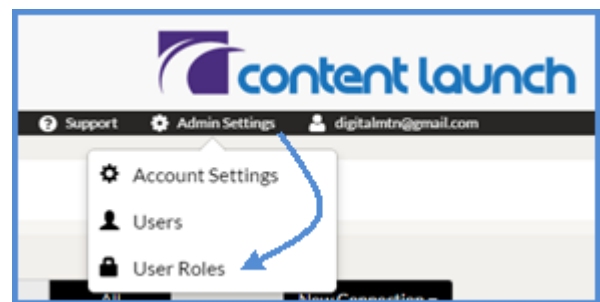 content launch
Support Admin Settings digitalmtn@gmail.com
Account Settings
Users
User Roles
All New Connection